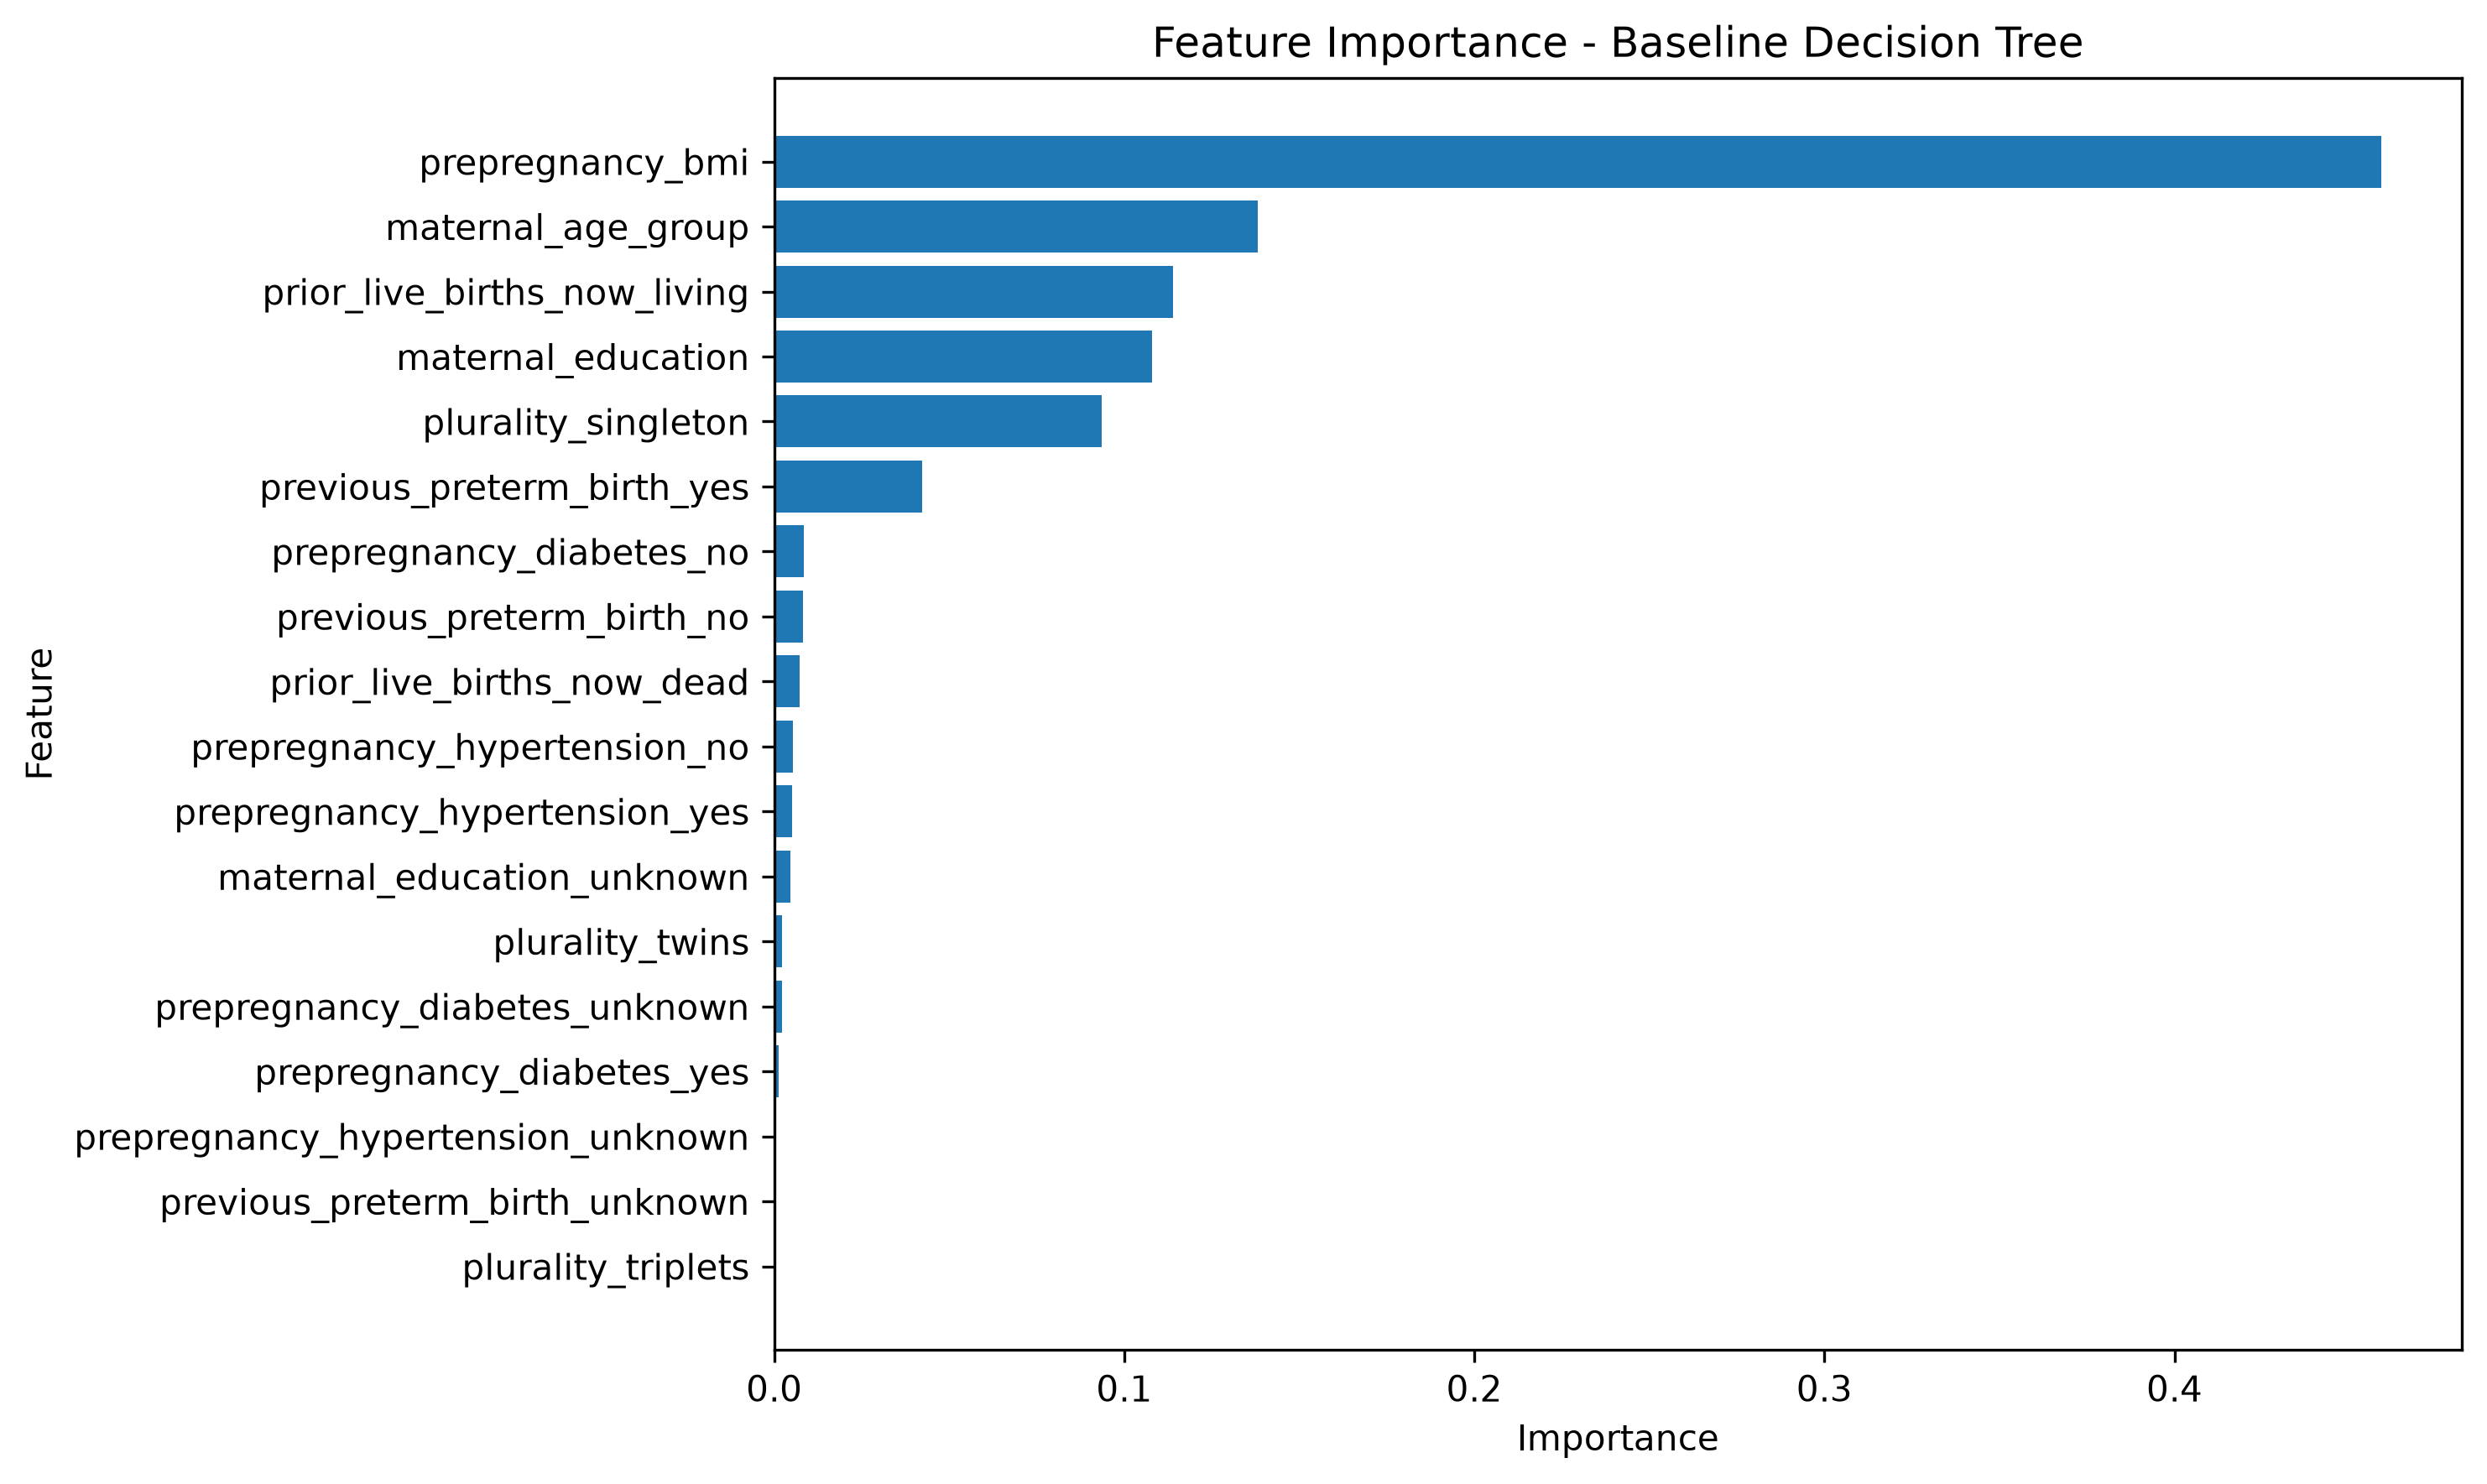 Feature Importance - Baseline Decision Tree
prepregnancy_bmi
maternal_age_group
prior_live_births_now_living
maternal_education
plurality_singleton
previous_preterm_birth_yes
prepregnancy_diabetes_no
previous_preterm_birth_no
prior_live_births_now_dead
prepregnancy_hypertension_no
prepregnancy_hypertension_yes
maternal_education_unknown
plurality_twins
prepregnancy_diabetes_unknown
prepregnancy_diabetes_yes
prepregnancy_hypertension_unknown
previous_preterm_birth_unknown
plurality_triplets
Feature
0.0 0.1 0.2 0.3 0.4
Importance